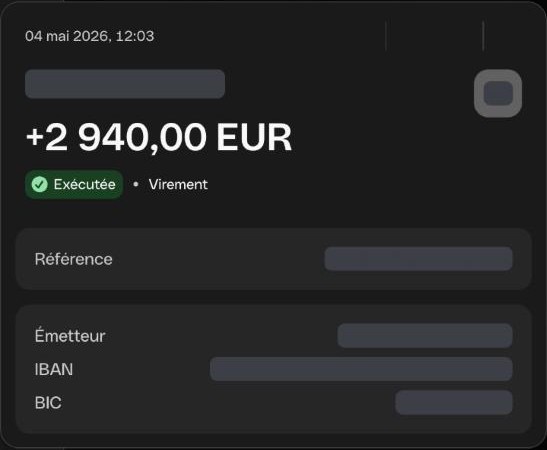 04 mai 2026, 12:03
+2 940,00 EUR
Exécutée • Virement
Référence
Émetteur
IBAN
BIC